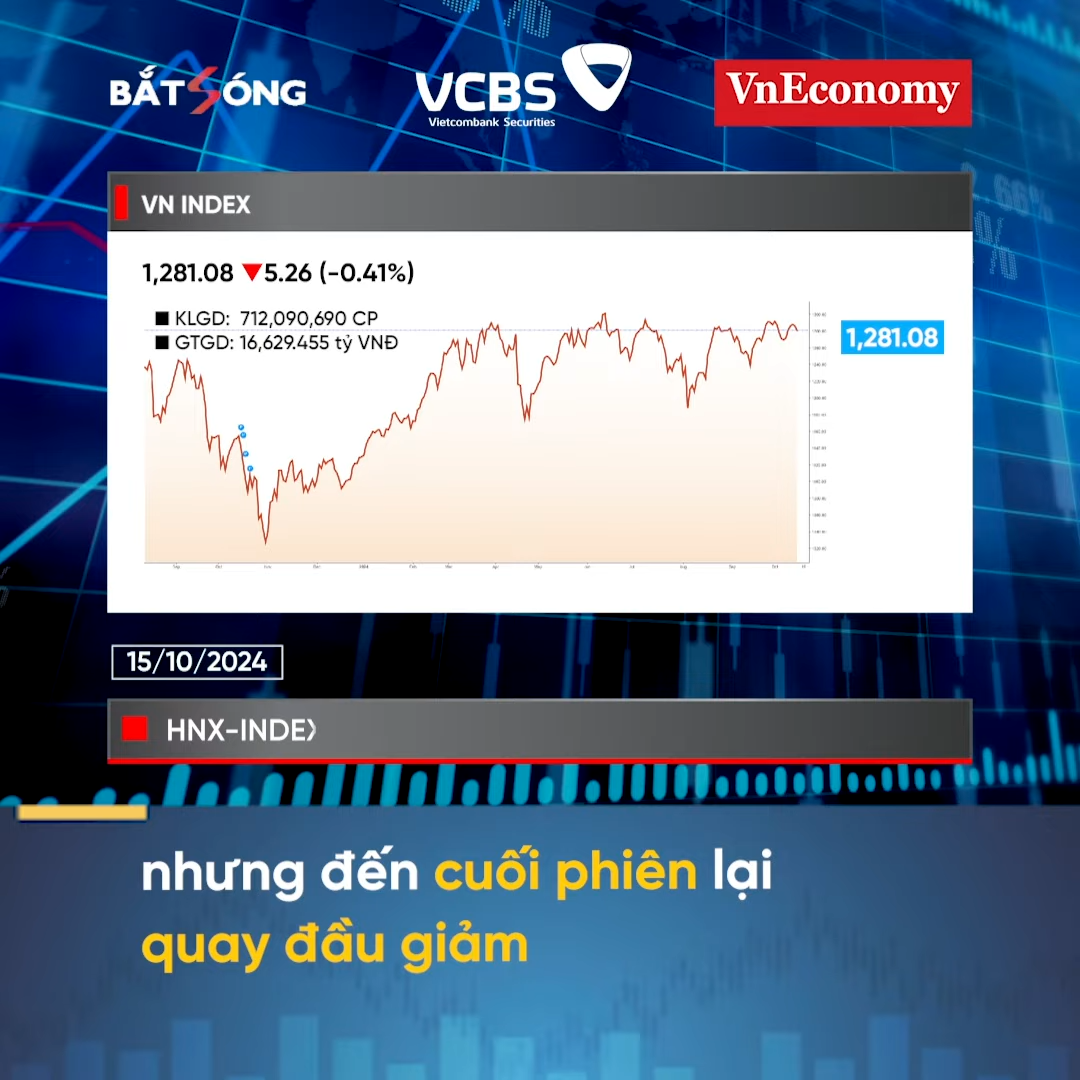 BẮT SÓNG
VCBS
Vietcombank Securities
VnEconomy
VN INDEX
1,281.08 ▼5.26 (-0.41%)
■ KLGD: 712,090,690 CP
■ GTGD: 16,629.455 tỷ VNĐ
1,281.08
15/10/2024
HNX-INDEX
nhưng đến cuối phiên lại
quay đầu giảm